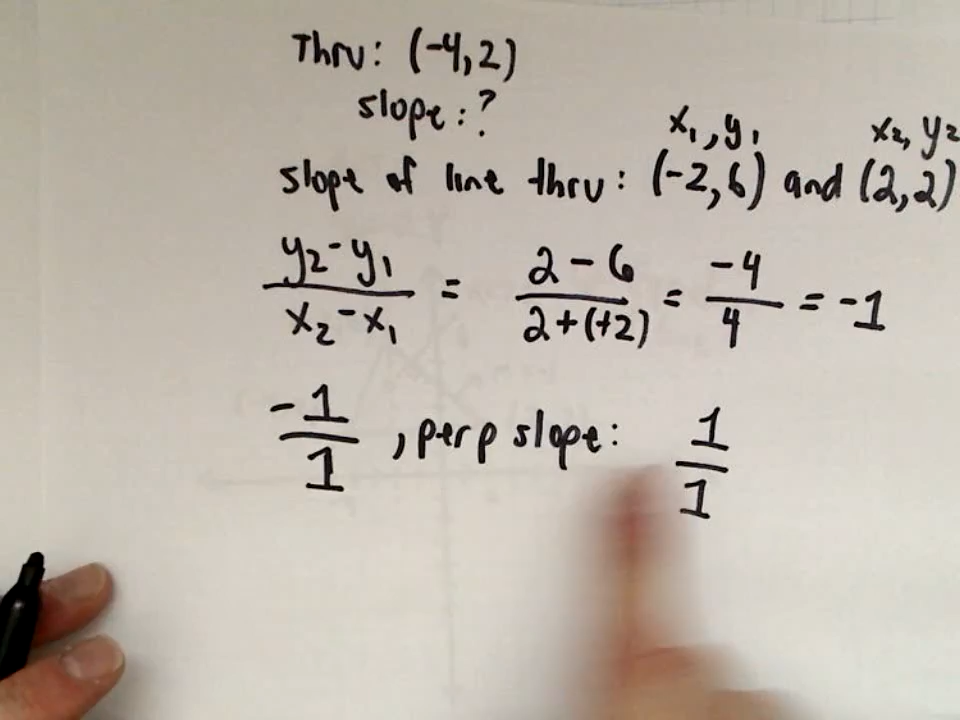 Thru: (-4,2)
slope: ?
x₁, y₁ x₂, y₂
slope of line thru: (-2,6) and (2,2)
y₂-y₁ / x₂-x₁ = 2-6 / 2+(+2) = -4 / 4 = -1
-1 / 1 , perp slope: 1 / 1